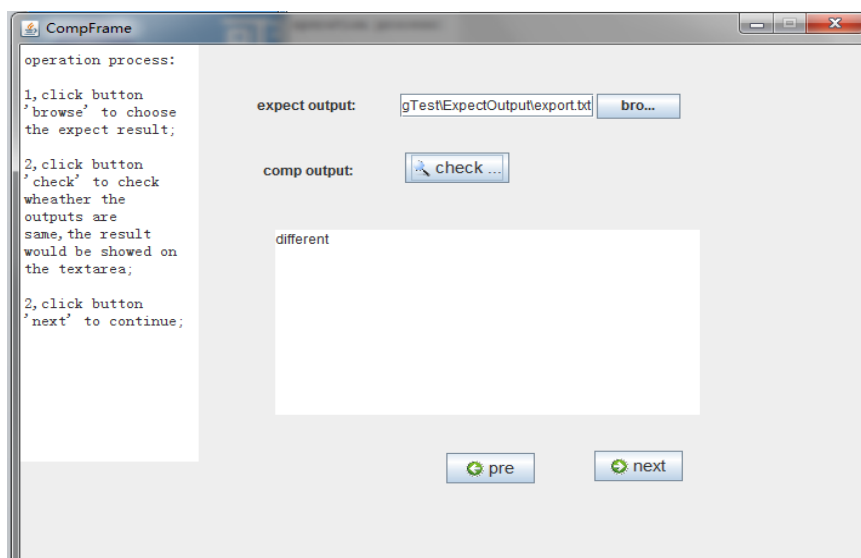 CompFrame
operation process:
1,click button
'browse' to choose
the expect result;
2,click button
'check' to check
wheather the
outputs are
same,the result
would be showed on
the textarea;
2,click button
'next' to continue;
expect output:
gTest\ExpectOutput\export.txt
bro...
comp output:
check ...
different
pre
next